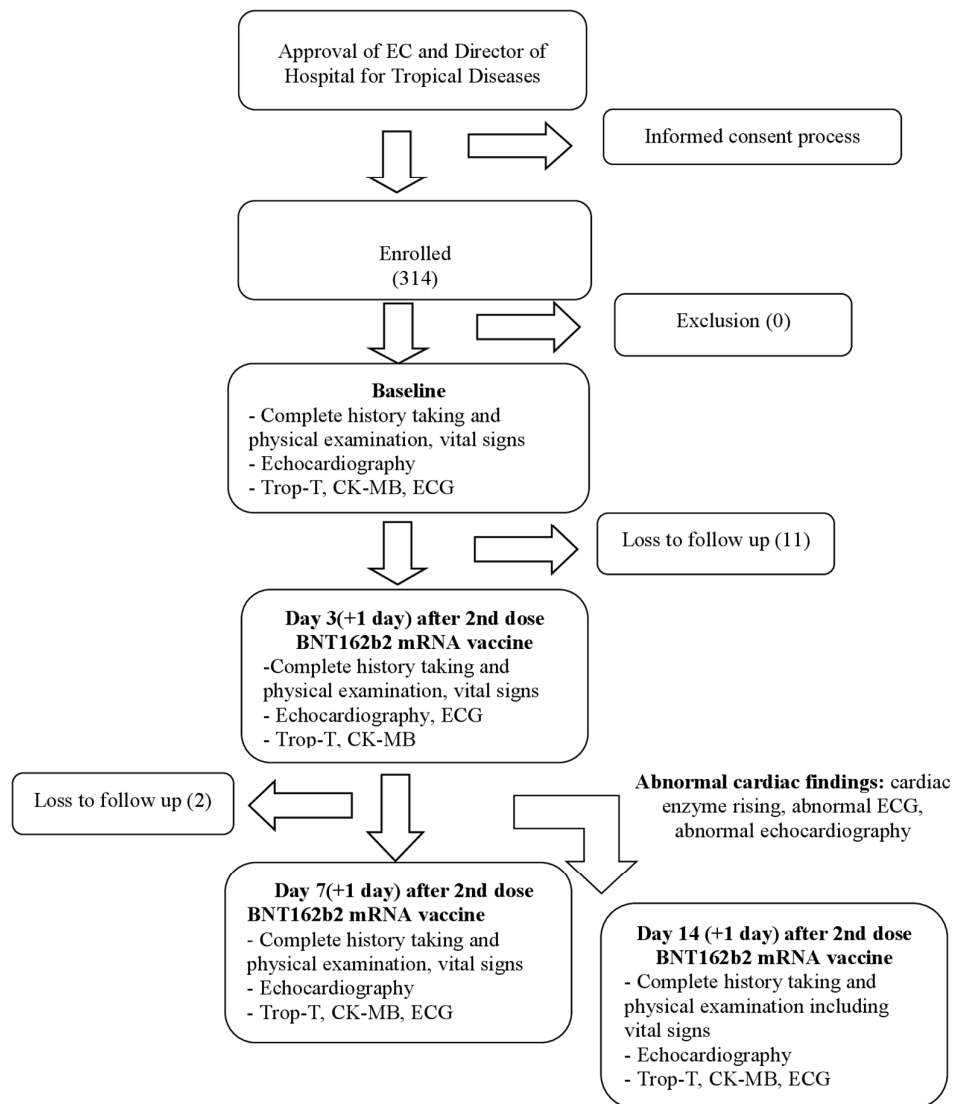 Approval of EC and Director of
Hospital for Tropical Diseases
Informed consent process
Enrolled
(314)
Exclusion (0)
Baseline
- Complete history taking and
physical examination, vital signs
- Echocardiography
- Trop-T, CK-MB, ECG
Loss to follow up (11)
Day 3(+1 day) after 2nd dose
BNT162b2 mRNA vaccine
-Complete history taking and
physical examination, vital signs
- Echocardiography, ECG
- Trop-T, CK-MB
Loss to follow up (2)
Abnormal cardiac findings: cardiac
enzyme rising, abnormal ECG,
abnormal echocardiography
Day 7(+1 day) after 2nd dose
BNT162b2 mRNA vaccine
- Complete history taking and
physical examination, vital signs
- Echocardiography
- Trop-T, CK-MB, ECG
Day 14 (+1 day) after 2nd dose
BNT162b2 mRNA vaccine
- Complete history taking and
physical examination including
vital signs
- Echocardiography
- Trop-T, CK-MB, ECG